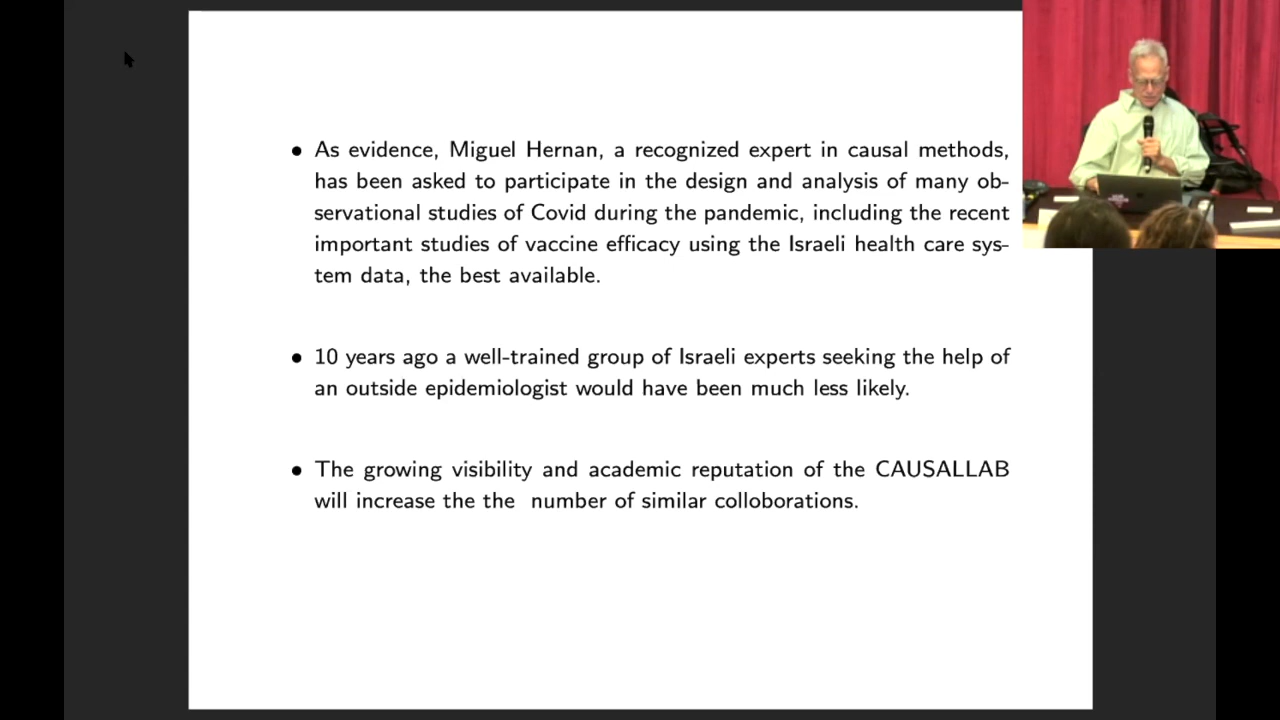 • As evidence, Miguel Hernan, a recognized expert in causal methods,
has been asked to participate in the design and analysis of many ob-
servational studies of Covid during the pandemic, including the recent
important studies of vaccine efficacy using the Israeli health care sys-
tem data, the best available.
• 10 years ago a well-trained group of Israeli experts seeking the help of
an outside epidemiologist would have been much less likely.
• The growing visibility and academic reputation of the CAUSALLAB
will increase the the number of similar colloborations.